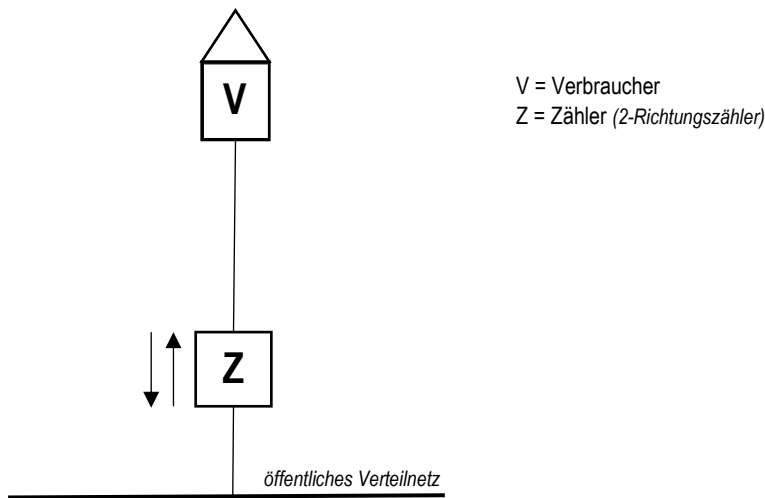 V
V = Verbraucher
Z = Zähler (2-Richtungszähler)
Z
öffentliches Verteilnetz